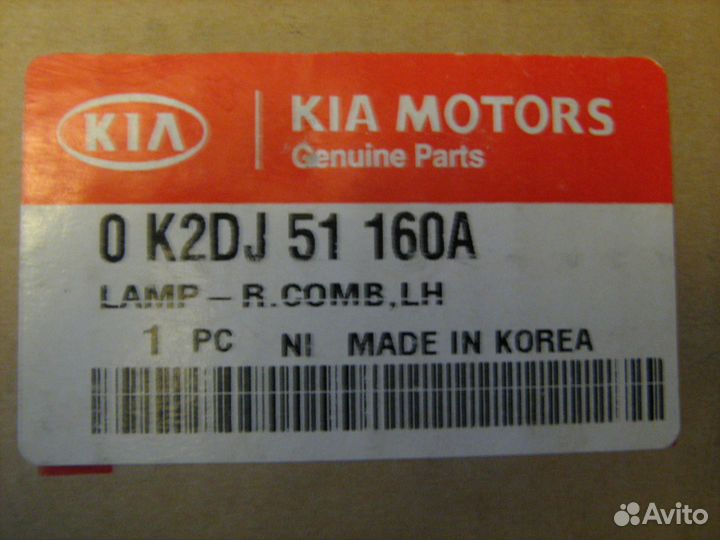 KIA
KIA MOTORS
Genuine Parts
0 K2DJ 51 160A
LAMP-R.COMB,LH
1 PC NI MADE IN KOREA
Avito